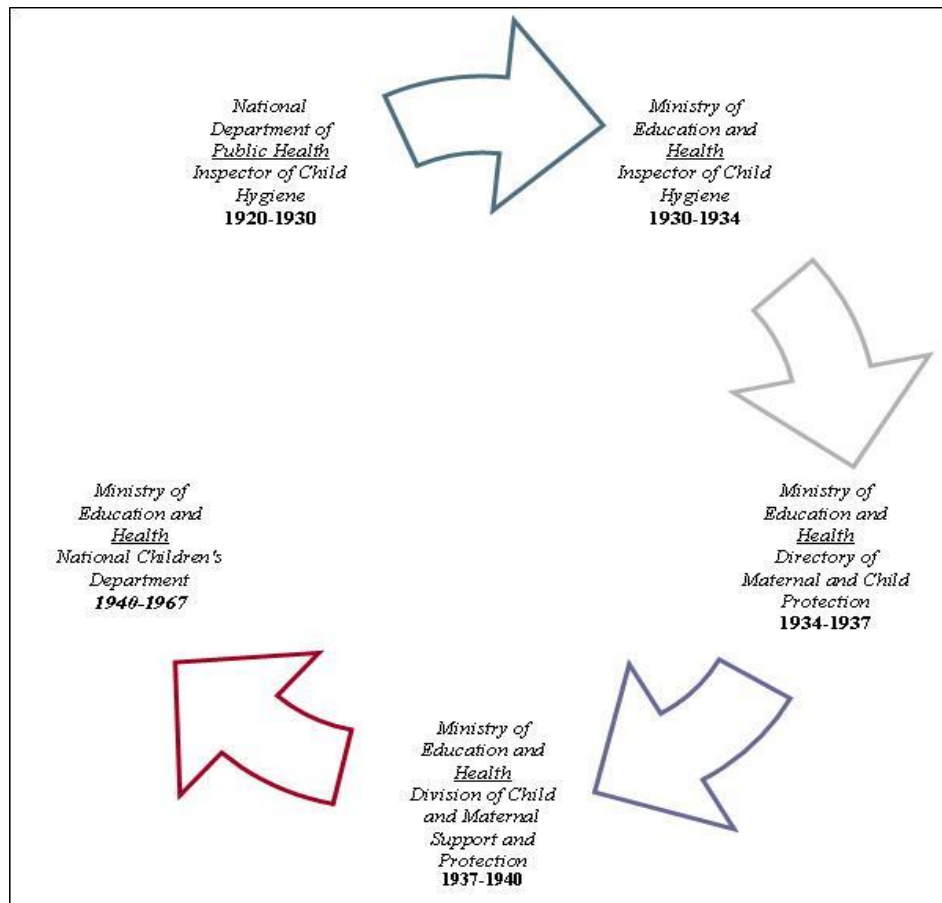 National
Department of
Public Health
Inspector of Child
Hygiene
1920-1930
Ministry of
Education and
Health
Inspector of Child
Hygiene
1930-1934
Ministry of
Education and
Health
Directory of
Maternal and Child
Protection
1934-1937
Ministry of
Education and
Health
Division of Child
and Maternal
Support and
Protection
1937-1940
Ministry of
Education and
Health
National Children's
Department
1940-1967